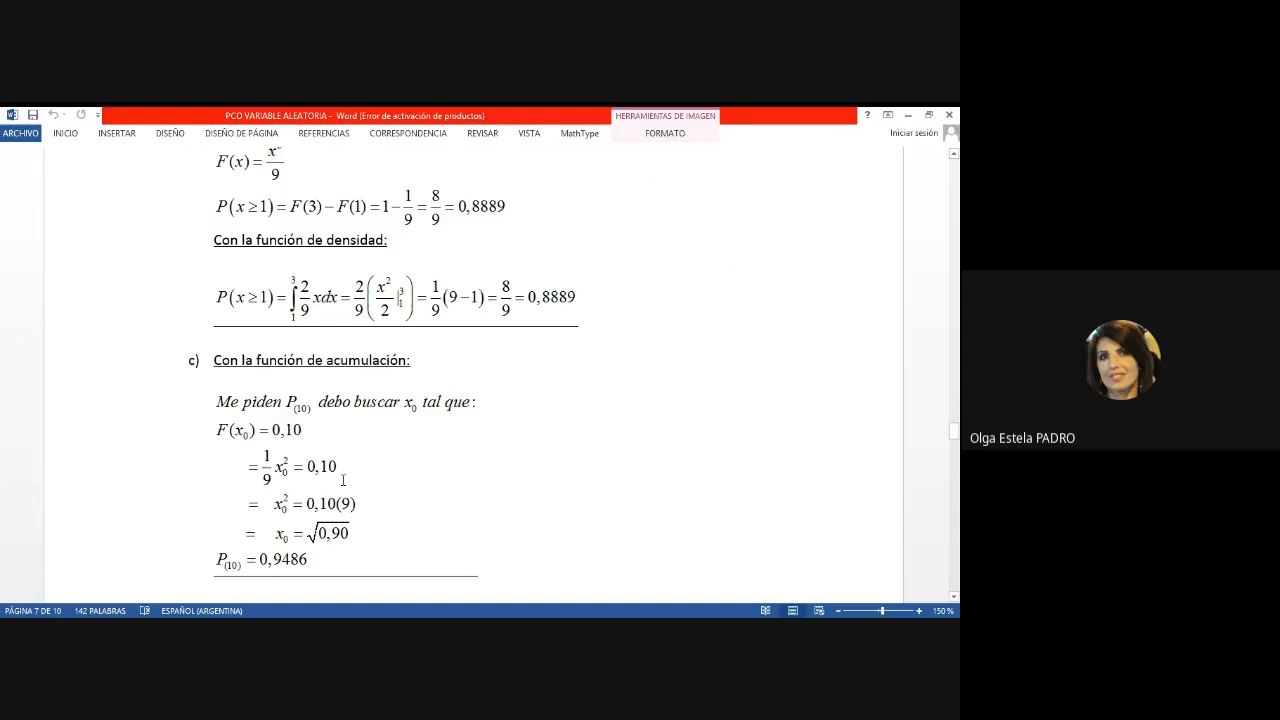 PCO VARIABLE ALEATORIA - Word (Error de activación de productos)
HERRAMIENTAS DE IMAGEN
ARCHIVO INICIO INSERTAR DISEÑO DISEÑO DE PÁGINA REFERENCIAS CORRESPONDENCIA REVISAR VISTA MathType FORMATO Iniciar sesión
F(x) = x²/9
P(x ≥ 1) = F(3) − F(1) = 1 − 1/9 = 8/9 = 0,8889
Con la función de densidad:
P(x ≥ 1) = ∫₁³ 2/9 xdx = 2/9 (x²/2 |₁³) = 1/9 (9 − 1) = 8/9 = 0,8889
c) Con la función de acumulación:
Me piden P₍₁₀₎ debo buscar x₀ tal que:
F(x₀) = 0,10
= 1/9 x₀² = 0,10
= x₀² = 0,10(9)
= x₀ = √0,90
P₍₁₀₎ = 0,9486
PÁGINA 7 DE 10 142 PALABRAS ESPAÑOL (ARGENTINA) 150 %
Olga Estela PADRO